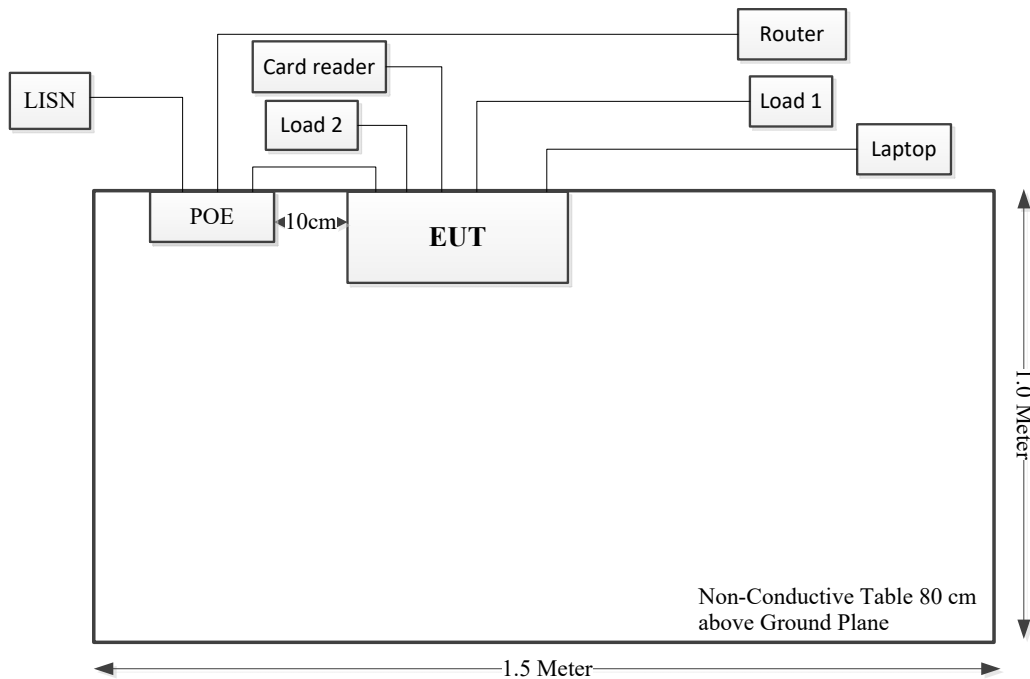 Router
Card reader
LISN
Load 1
Load 2
Laptop
POE
10cm
EUT
1.0 Meter
Non-Conductive Table 80 cm
above Ground Plane
1.5 Meter